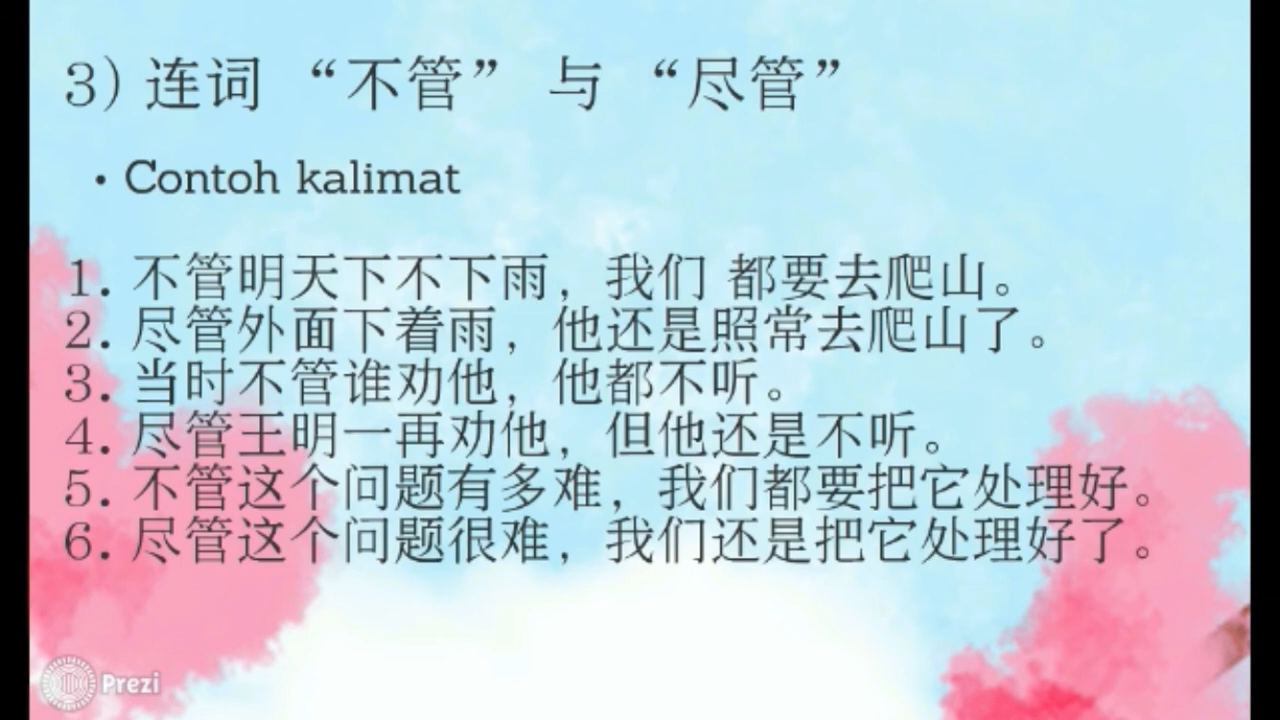 3) 连词 “不管” 与 “尽管”
• Contoh kalimat
1. 不管明天下不下雨，我们 都要去爬山。
2. 尽管外面下着雨，他还是照常去爬山了。
3. 当时不管谁劝他，他都不听。
4. 尽管王明一再劝他，但他还是不听。
5. 不管这个问题有多难，我们都要把它处理好。
6. 尽管这个问题很难，我们还是把它处理好了。
Prezi